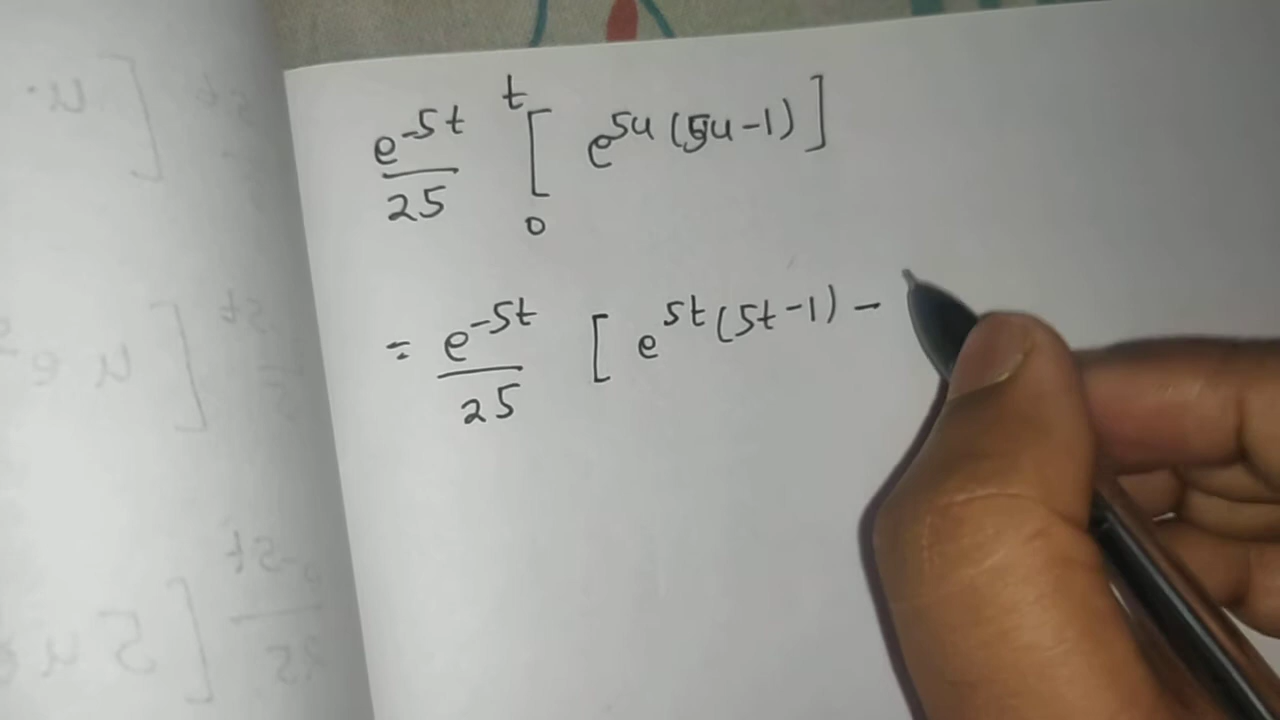 e^{-5t}/25 [ e^{5u}(5u-1) ]_0^t
= e^{-5t}/25 [ e^{5t}(5t-1) -